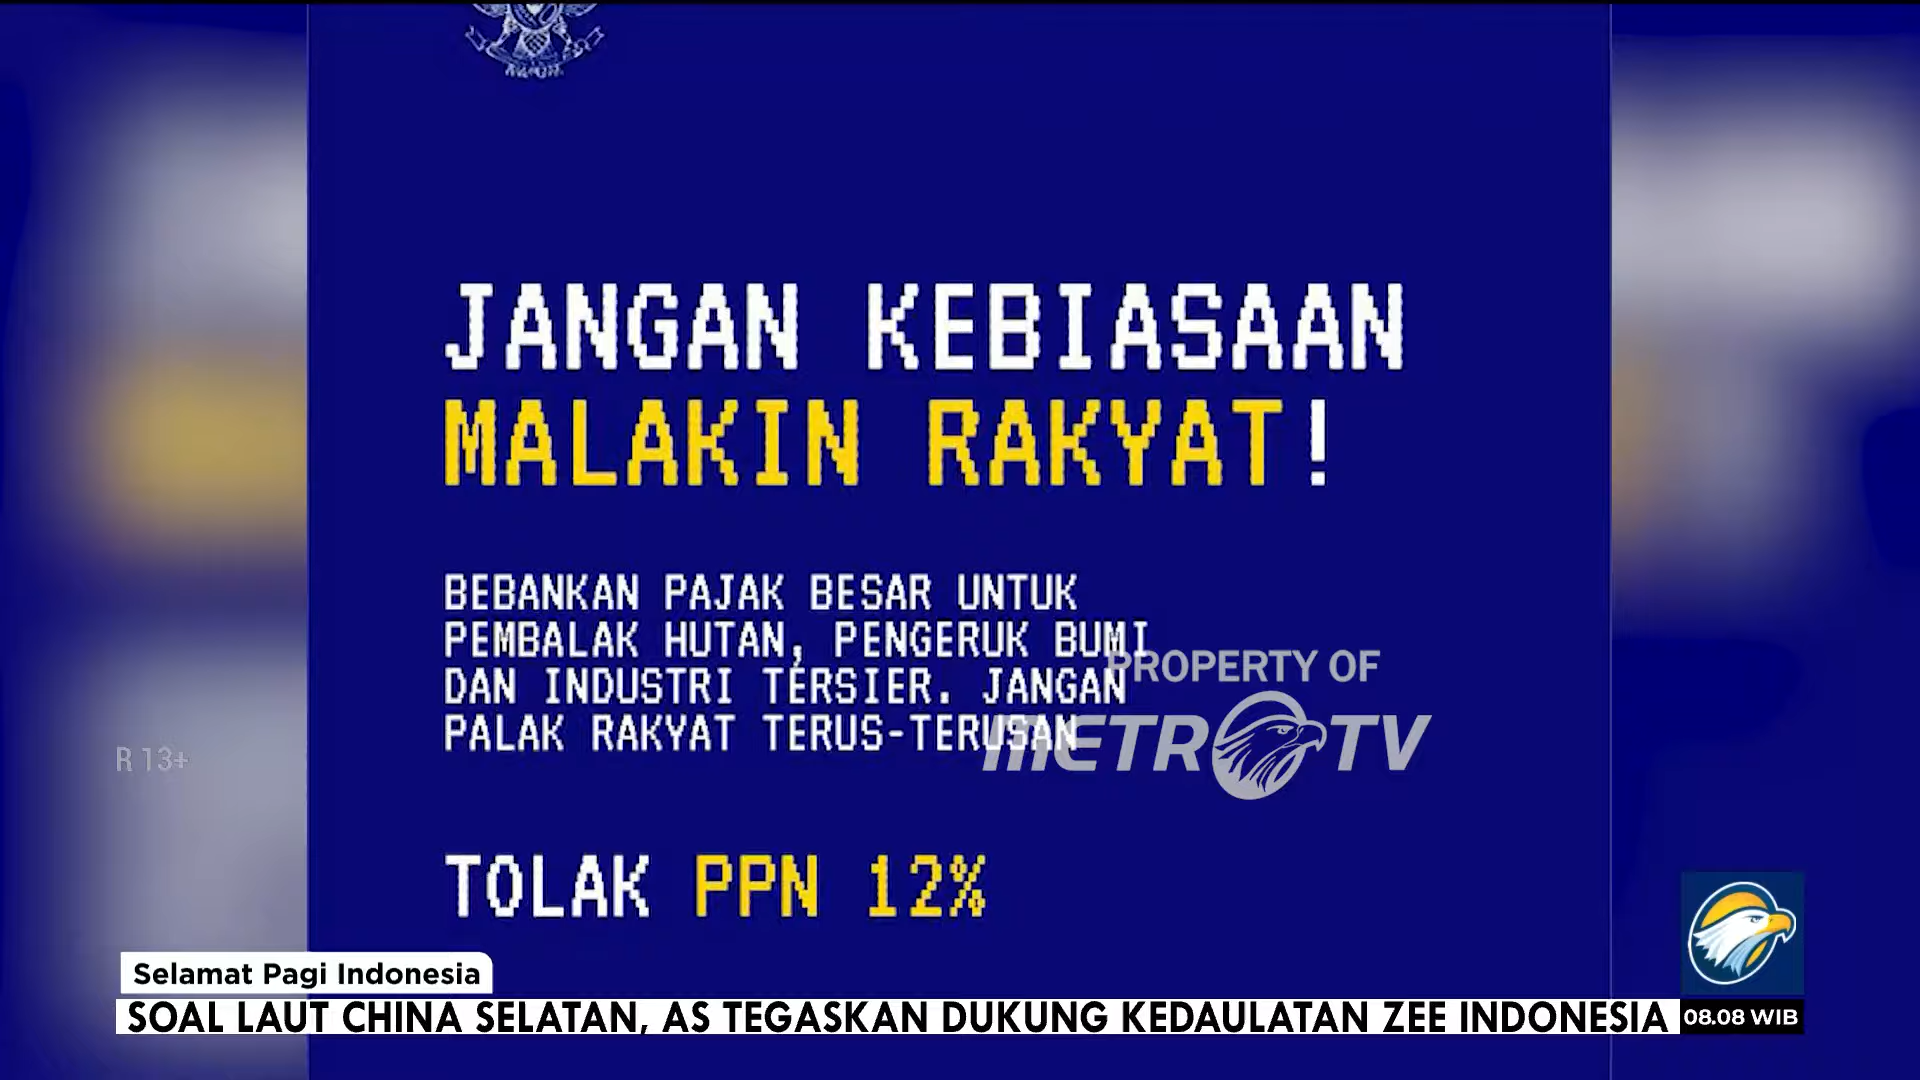 JANGAN KEBIASAAN
MALAKIN RAKYAT!
BEBANKAN PAJAK BESAR UNTUK
PEMBALAK HUTAN, PENGERUK BUMI
DAN INDUSTRI TERSIER. JANGAN
PALAK RAKYAT TERUS-TERUSAN
PROPERTY OF
METRO TV
R 13+
TOLAK PPN 12%
Selamat Pagi Indonesia
SOAL LAUT CHINA SELATAN, AS TEGASKAN DUKUNG KEDAULATAN ZEE INDONESIA
08.08 WIB